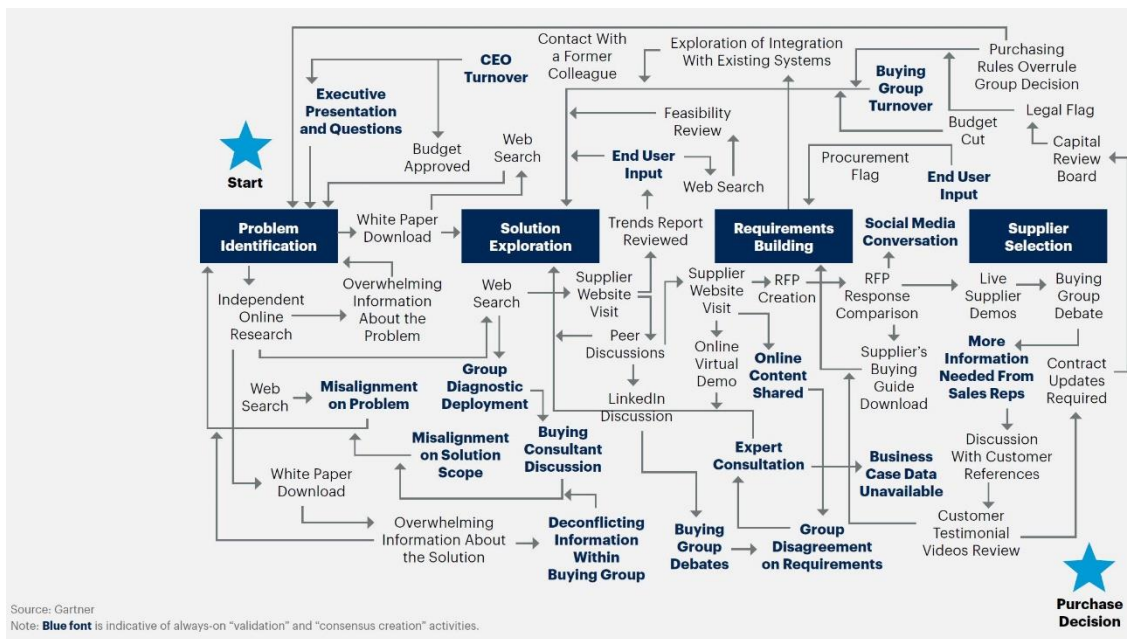 CEO
Turnover
Contact With
a Former
Colleague
Exploration of Integration
With Existing Systems
Buying
Group
Turnover
Purchasing
Rules Overrule
Group Decision
Executive
Presentation
and Questions
Budget
Approved
Web
Search
Feasibility
Review
Legal Flag
Budget
Cut
Capital
Review
Board
Start
End User
Input
Web Search
Procurement
Flag
End User
Input
Problem
Identification
White Paper
Download
Solution
Exploration
Trends Report
Reviewed
Requirements
Building
Social Media
Conversation
Supplier
Selection
Independent
Online
Research
Overwhelming
Information
About the
Problem
Web
Search
Supplier
Website
Visit
Supplier
Website
Visit
RFP
Creation
RFP
Response
Comparison
Live
Supplier
Demos
Buying
Group
Debate
Peer
Discussions
Online
Virtual
Demo
Online
Content
Shared
Supplier's
Buying
Guide
Download
More
Information
Needed From
Sales Reps
Contract
Updates
Required
Web
Search
Misalignment
on Problem
Group
Diagnostic
Deployment
LinkedIn
Discussion
Misalignment
on Solution
Scope
Buying
Consultant
Discussion
Expert
Consultation
Business
Case Data
Unavailable
Discussion
With Customer
References
White Paper
Download
Overwhelming
Information About
the Solution
Deconflicting
Information
Within
Buying Group
Buying
Group
Debates
Group
Disagreement
on Requirements
Customer
Testimonial
Videos Review
Purchase
Decision
Source: Gartner
Note: Blue font is indicative of always-on "validation" and "consensus creation" activities.